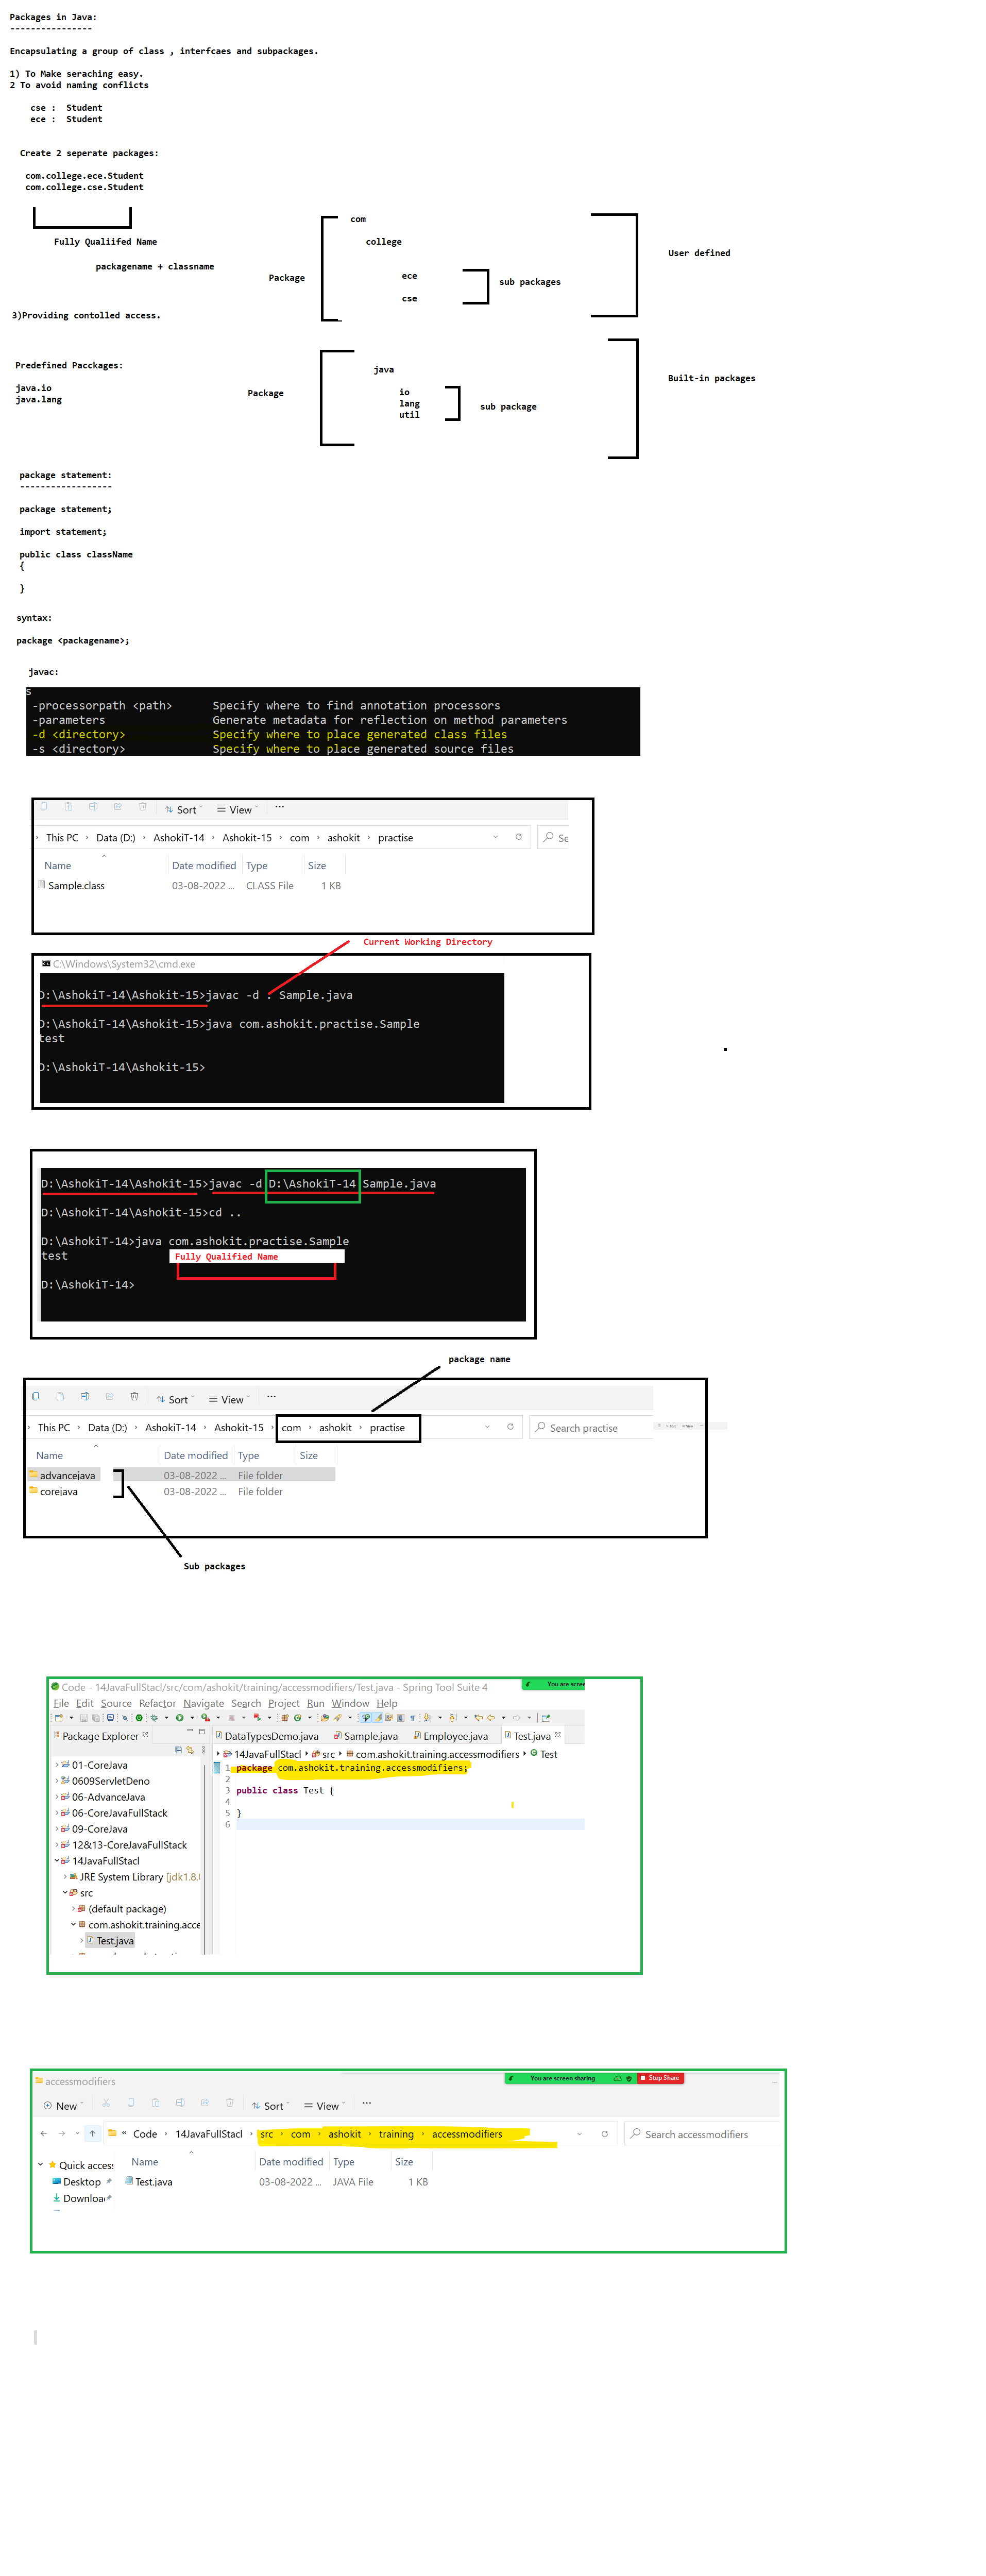 Packages in Java:
----------------
Encapsulating a group of class , interfcaes and subpackages.
1) To Make seraching easy.
2 To avoid naming conflicts
cse :  Student
ece :  Student
Create 2 seperate packages:
com.college.ece.Student
com.college.cse.Student
Fully Qualiifed Name
packagename + classname
Package
com
college
ece
cse
sub packages
User defined
3)Providing contolled access.
Predefined Pacckages:
java.io
java.lang
Package
java
io
lang
util
sub package
Built-in packages
package statement:
------------------
package statement;
import statement;
public class className
{
}
syntax:
package <packagename>;
javac:
s
-processorpath <path>      Specify where to find annotation processors
-parameters                Generate metadata for reflection on method parameters
-d <directory>             Specify where to place generated class files
-s <directory>             Specify where to place generated source files
Sort View ...
This PC > Data (D:) > AshokiT-14 > Ashokit-15 > com > ashokit > practise Se
Name Date modified Type Size
Sample.class 03-08-2022 ... CLASS File 1 KB
Current Working Directory
C:\Windows\System32\cmd.exe
D:\AshokiT-14\Ashokit-15>javac -d . Sample.java
D:\AshokiT-14\Ashokit-15>java com.ashokit.practise.Sample
test
D:\AshokiT-14\Ashokit-15>
D:\AshokiT-14\Ashokit-15>javac -d D:\AshokiT-14 Sample.java
D:\AshokiT-14\Ashokit-15>cd ..
D:\AshokiT-14>java com.ashokit.practise.Sample
test
Fully Qualified Name
D:\AshokiT-14>
package name
Sort View ...
This PC > Data (D:) > AshokiT-14 > Ashokit-15 > com > ashokit > practise Search practise
Name Date modified Type Size
advancejava 03-08-2022 ... File folder
corejava 03-08-2022 ... File folder
Sub packages
Code - 14JavaFullStacl/src/com/ashokit/training/accessmodifiers/Test.java - Spring Tool Suite 4
You are scree
File Edit Source Refactor Navigate Search Project Run Window Help
Package Explorer
DataTypesDemo.java Sample.java Employee.java Test.java
14JavaFullStacl > src > com.ashokit.training.accessmodifiers > Test
01-CoreJava
0609ServletDeno
06-AdvanceJava
06-CoreJavaFullStack
09-CoreJava
12&13-CoreJavaFullStack
14JavaFullStacl
JRE System Library [jdk1.8.0
src
(default package)
com.ashokit.training.acce
Test.java
1 package com.ashokit.training.accessmodifiers;
2
3 public class Test {
4
5 }
6
accessmodifiers
You are screen sharing Stop Share
New Sort View ...
« Code > 14JavaFullStacl > src > com > ashokit > training > accessmodifiers Search accessmodifiers
Quick access
Desktop
Downloa
Name Date modified Type Size
Test.java 03-08-2022 ... JAVA File 1 KB